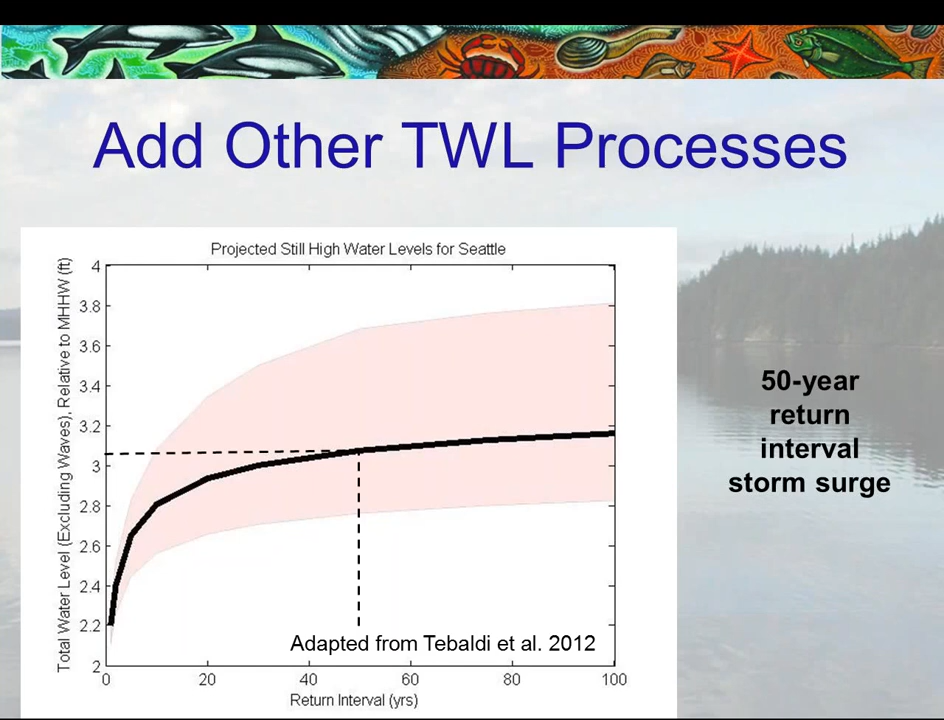 Add Other TWL Processes
Projected Still High Water Levels for Seattle
Total Water Level (Excluding Waves), Relative to MHHW (ft)
4
3.8
3.6
3.4
3.2
3
2.8
2.6
2.4
2.2
2
0 20 40 60 80 100
Return Interval (yrs)
Adapted from Tebaldi et al. 2012
50-year
return
interval
storm surge